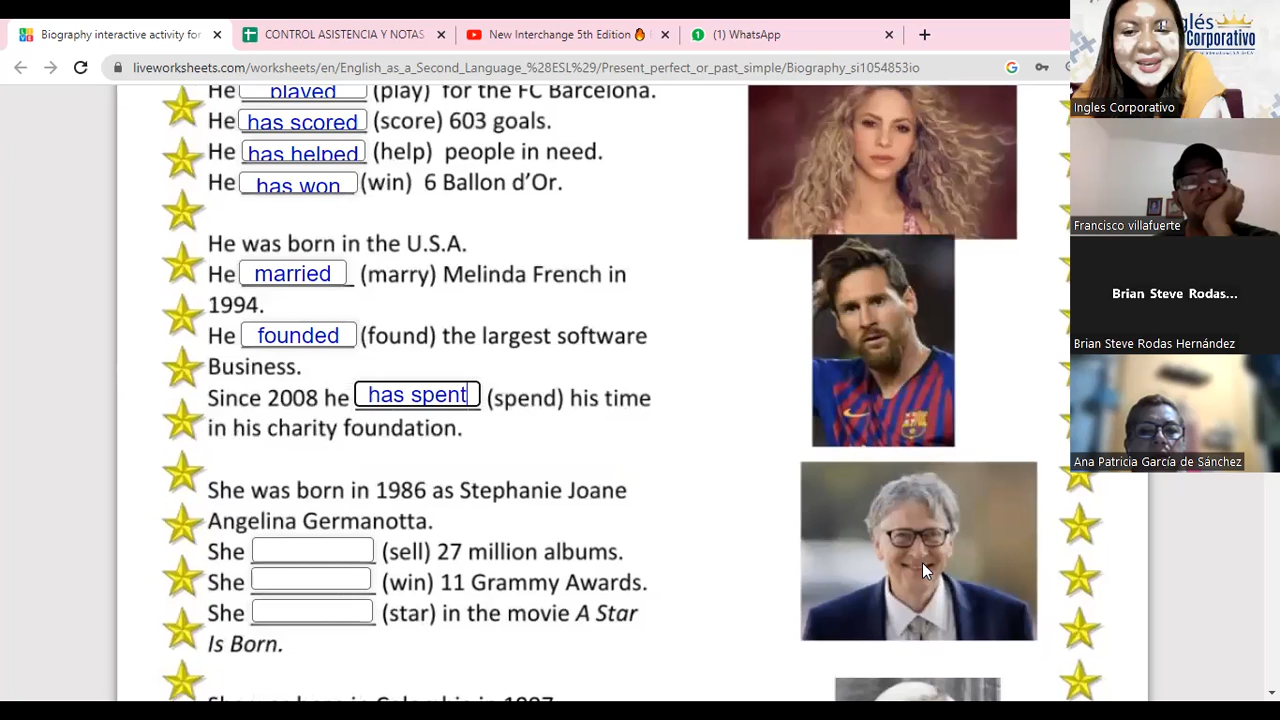 Biography interactive activity for
CONTROL ASISTENCIA Y NOTAS
New Interchange 5th Edition
(1) WhatsApp
liveworksheets.com/worksheets/en/English_as_a_Second_Language_%28ESL%29/Present_perfect_or_past_simple/Biography_si1054853io
He played (play) for the FC Barcelona.
He has scored (score) 603 goals.
He has helped (help) people in need.
He has won (win) 6 Ballon d’Or.
He was born in the U.S.A.
He married (marry) Melinda French in
1994.
He founded (found) the largest software
Business.
Since 2008 he has spent (spend) his time
in his charity foundation.
She was born in 1986 as Stephanie Joane
Angelina Germanotta.
She (sell) 27 million albums.
She (win) 11 Grammy Awards.
She (star) in the movie A Star
Is Born.
Inglés
Corporativo
Ingles Corporativo
Francisco villafuerte
Brian Steve Rodas...
Brian Steve Rodas Hernández
Ana Patricia García de Sánchez